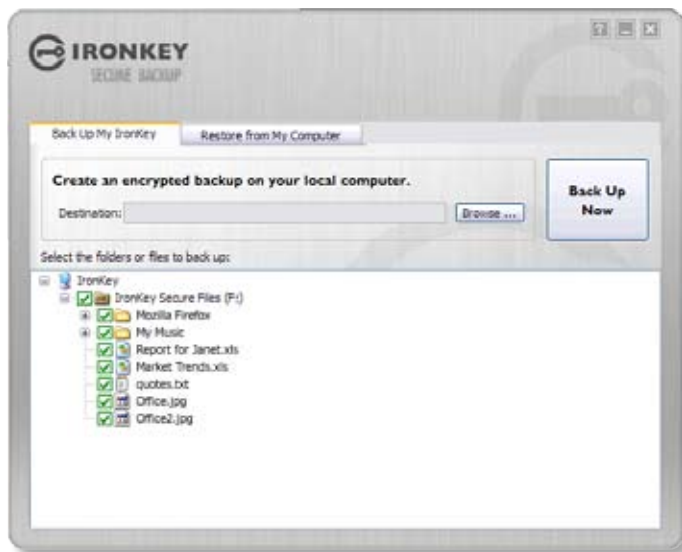 IRONKEY
SECURE BACKUP
Back Up My IronKey
Restore from My Computer
Create an encrypted backup on your local computer.
Destination:
Browse ...
Back Up
Now
Select the folders or files to back up:
IronKey
IronKey Secure Files (F:)
Mozilla Firefox
My Music
Report for Janet.xls
Market Trends.xls
quotes.txt
Office.jpg
Office2.jpg